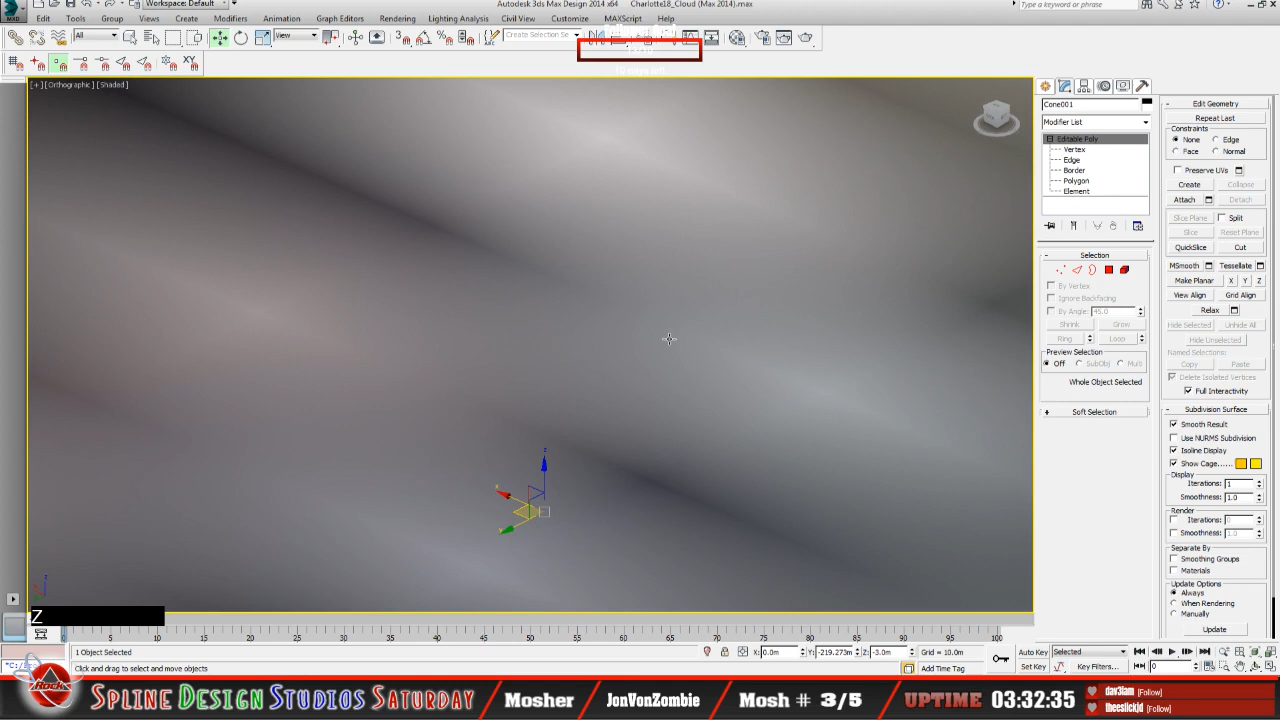 Autodesk 3ds Max Design 2014 x64 Charlotte18_Cloud (Max 2014).max
Workspace: Default
Type a keyword or phrase
MXD
Edit Tools Group Views Create Modifiers Animation Graph Editors Rendering Lighting Analysis Civil View Customize MAXScript Help
All
View
Create Selection Se
XY
[+] [Orthographic] [Shaded]
Cone001
Modifier List
Editable Poly
Vertex
Edge
Border
Polygon
Element
- Selection
By Vertex
Ignore Backfacing
By Angle: 45.0
Shrink Grow
Ring Loop
Preview Selection
Off SubObj Multi
Whole Object Selected
+ Soft Selection
- Edit Geometry
Repeat Last
Constraints
None Edge
Face Normal
Preserve UVs
Create Collapse
Attach Detach
Slice Plane Split
Slice Reset Plane
QuickSlice Cut
MSmooth Tessellate
Make Planar X Y Z
View Align Grid Align
Relax
Hide Selected Unhide All
Hide Unselected
Named Selections:
Copy Paste
Delete Isolated Vertices
Full Interactivity
- Subdivision Surface
Smooth Result
Use NURMS Subdivision
Isoline Display
Show Cage......
Display
Iterations: 1
Smoothness: 1.0
Render
Iterations: 0
Smoothness: 1.0
Separate By
Smoothing Groups
Materials
Update Options
Always
When Rendering
Manually
Update
z
x
y
Z
0 5 10 15 20 25 30 35 40 45 50 55 60 65 70 75 80 85 90 95 100
1 Object Selected
X: 0.0m Y: -219.273m Z: -3.0m Grid = 10.0m
Auto Key Selected
Click and drag to select and move objects
Add Time Tag
Set Key Key Filters... 0
Rock
Spline Design Studios Saturday
Mosher JonVonZombie Mosh # 3/5
UPTIME 03:32:35
dav3lam [Follow]
theestickjd [Follow]